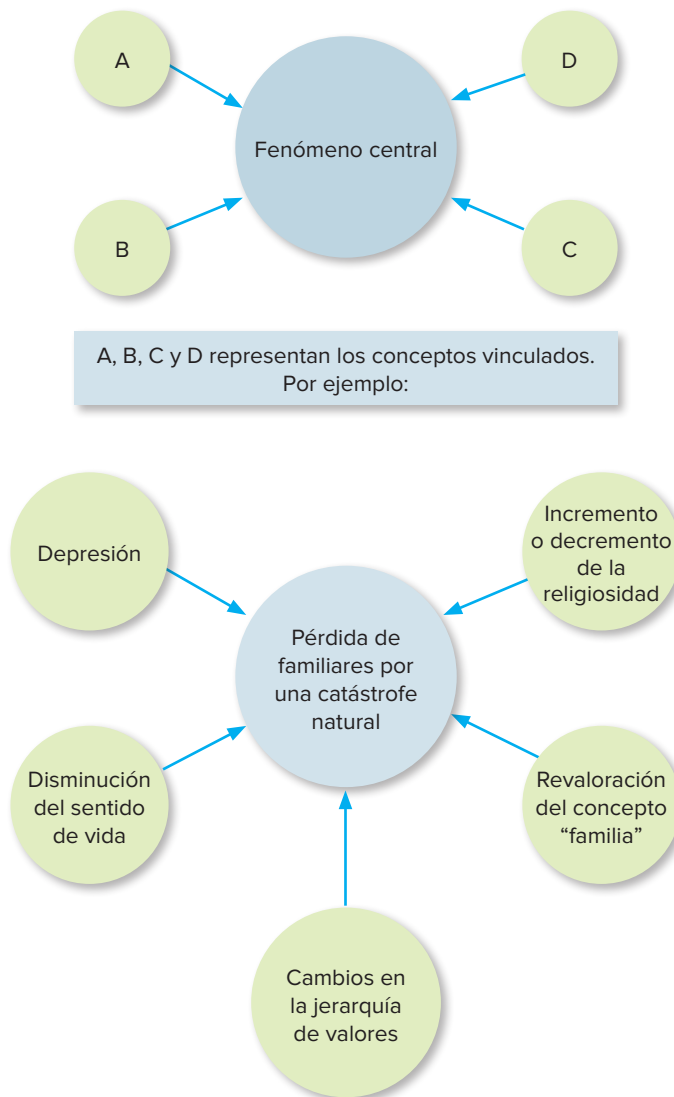 A
D
Fenómeno central
B
C
A, B, C y D representan los conceptos vinculados.
Por ejemplo:
Depresión
Incremento
o decremento
de la
religiosidad
Pérdida de
familiares por
una catástrofe
natural
Disminución
del sentido
de vida
Revaloración
del concepto
“familia”
Cambios en
la jerarquía
de valores